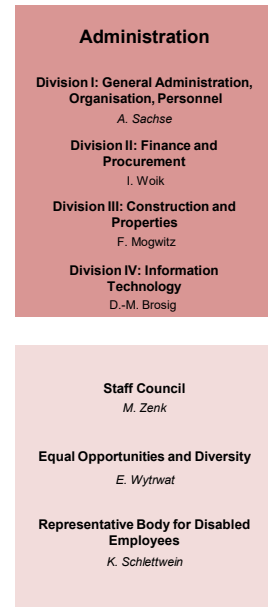 Administration
Division I: General Administration,
Organisation, Personnel
A. Sachse
Division II: Finance and
Procurement
I. Woik
Division III: Construction and
Properties
F. Mogwitz
Division IV: Information
Technology
D.-M. Brosig
Staff Council
M. Zenk
Equal Opportunities and Diversity
E. Wytrwat
Representative Body for Disabled
Employees
K. Schlettwein